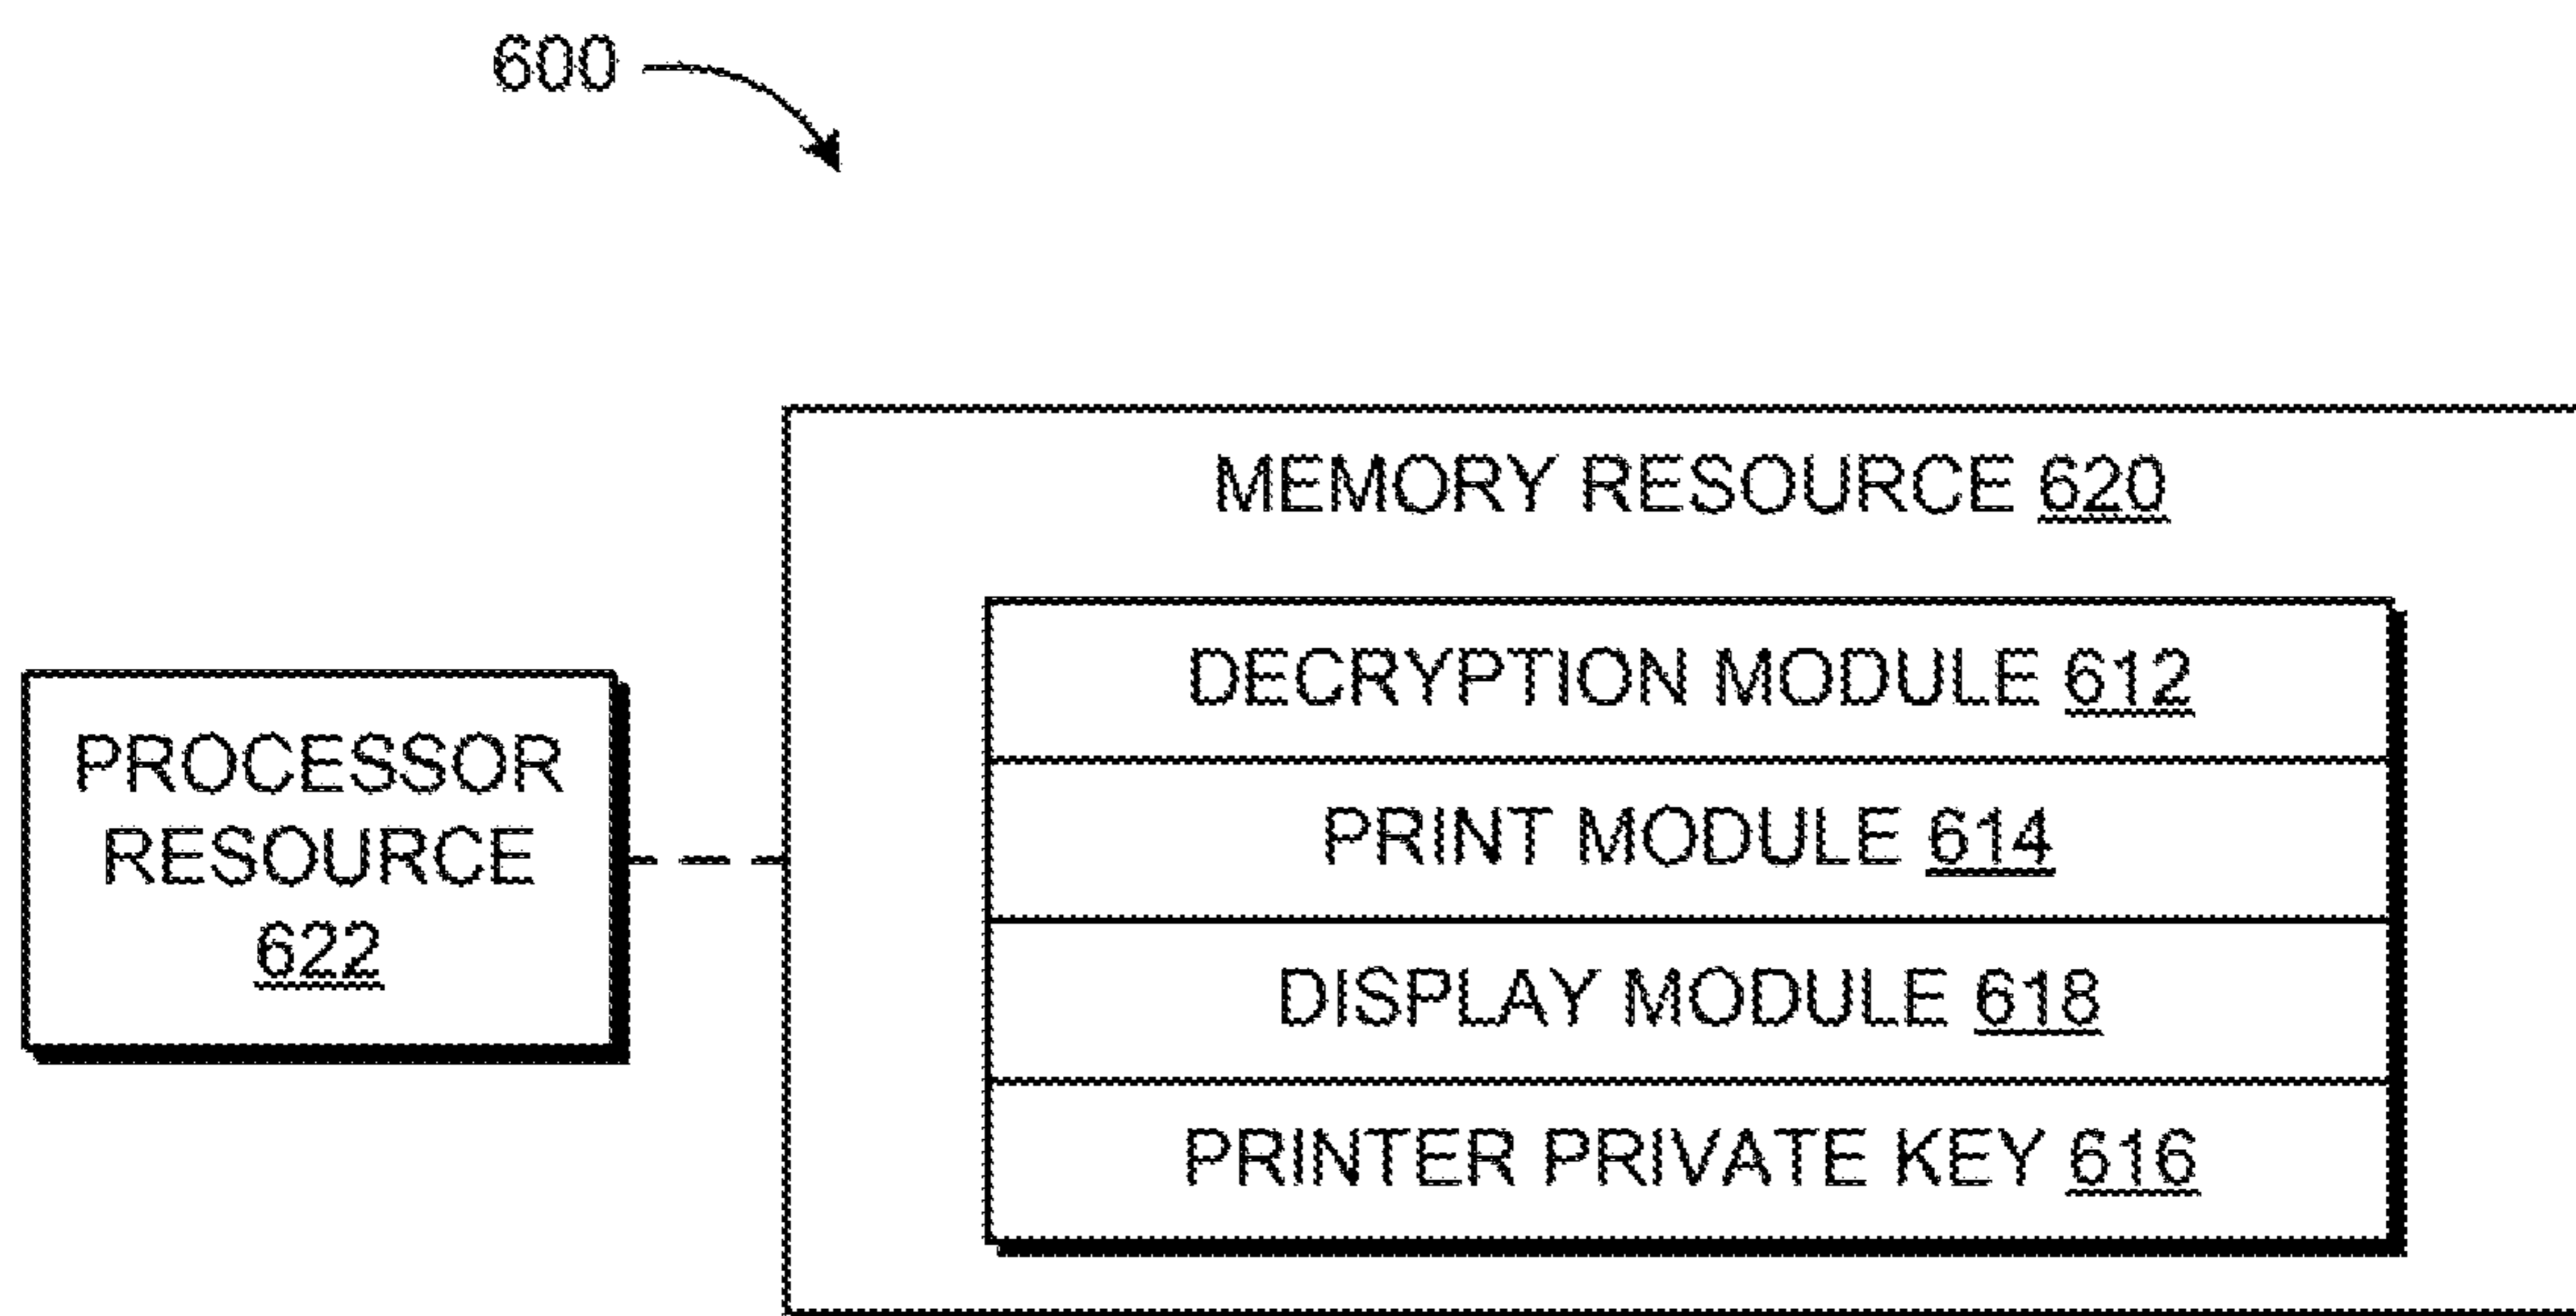 600
MEMORY RESOURCE 620
DECRYPTION MODULE 612
PRINT MODULE 614
DISPLAY MODULE 618
PRINTER PRIVATE KEY 616
PROCESSOR
RESOURCE
622